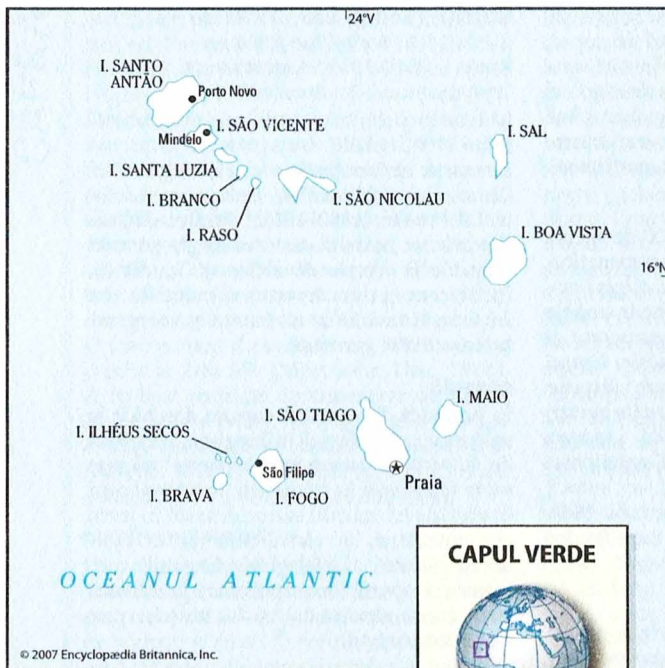 24°V
I. SANTO
ANTÃO
Porto Novo
I. SÃO VICENTE
Mindelo
I. SAL
I. SANTA LUZIA
I. BRANCO
I. SÃO NICOLAU
I. RASO
I. BOA VISTA
16°
I. MAIO
I. SÃO TIAGO
I. ILHÉUS SECOS
São Filipe
Praia
I. BRAVA
I. FOGO
CAPUL VERDE
OCEANUL ATLANTIC
© 2007 Encyclopædia Britannica, Inc.